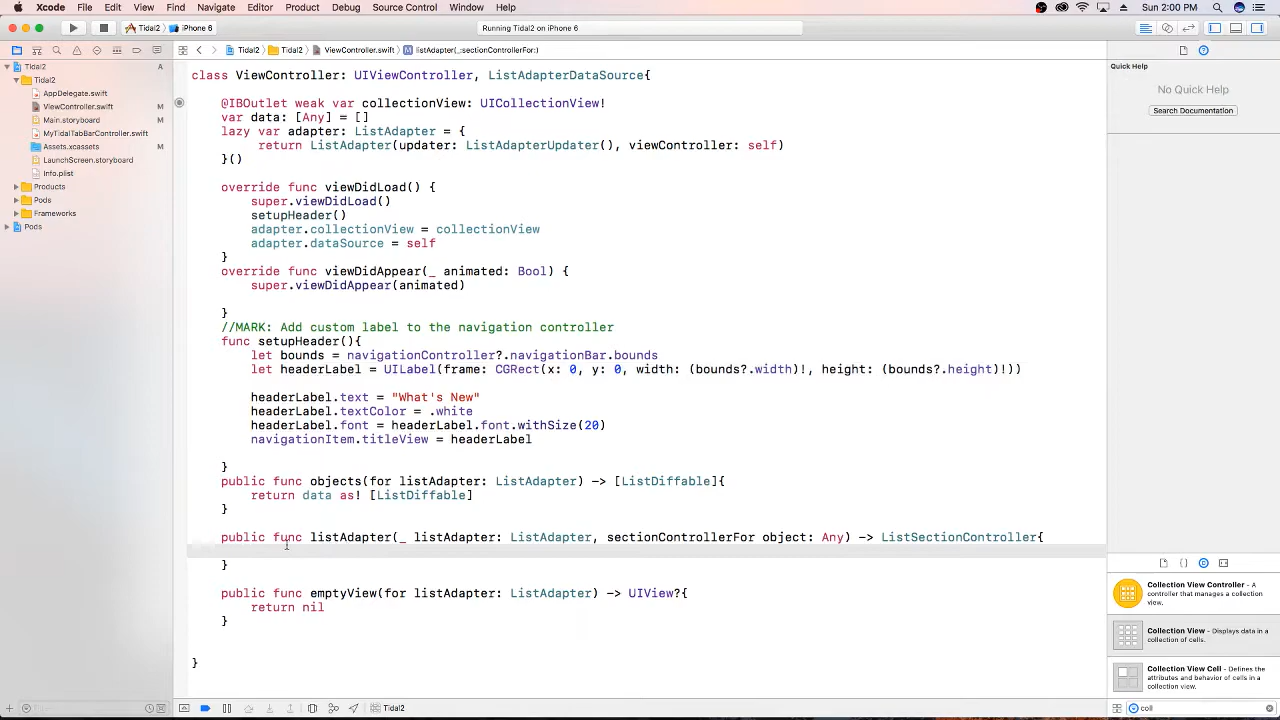 Xcode File Edit View Find Navigate Editor Product Debug Source Control Window Help Sun 2:00 PM
Tidal2 iPhone 6 Running Tidal2 on iPhone 6
Tidal2 Tidal2 ViewController.swift M listAdapter(_:sectionControllerFor:)
Tidal2 A
Tidal2
AppDelegate.swift
ViewController.swift M
Main.storyboard M
MyTidalTabBarController.swift
Assets.xcassets M
LaunchScreen.storyboard
Info.plist
Products
Pods
Frameworks
Pods
class ViewController: UIViewController, ListAdapterDataSource{
@IBOutlet weak var collectionView: UICollectionView!
var data: [Any] = []
lazy var adapter: ListAdapter = {
return ListAdapter(updater: ListAdapterUpdater(), viewController: self)
}()
override func viewDidLoad() {
super.viewDidLoad()
setupHeader()
adapter.collectionView = collectionView
adapter.dataSource = self
}
override func viewDidAppear(_ animated: Bool) {
super.viewDidAppear(animated)
}
//MARK: Add custom label to the navigation controller
func setupHeader(){
let bounds = navigationController?.navigationBar.bounds
let headerLabel = UILabel(frame: CGRect(x: 0, y: 0, width: (bounds?.width)!, height: (bounds?.height)!))
headerLabel.text = "What's New"
headerLabel.textColor = .white
headerLabel.font = headerLabel.font.withSize(20)
navigationItem.titleView = headerLabel
}
public func objects(for listAdapter: ListAdapter) -> [ListDiffable]{
return data as! [ListDiffable]
}
public func listAdapter(_ listAdapter: ListAdapter, sectionControllerFor object: Any) -> ListSectionController{
}
public func emptyView(for listAdapter: ListAdapter) -> UIView?{
return nil
}
}
Quick Help
No Quick Help
Search Documentation
{ }
Collection View Controller - A
controller that manages a collection
view.
Collection View - Displays data in a
collection of cells.
Collection View Cell - Defines the
attributes and behavior of cells in a
collection view.
Tidal2
coll